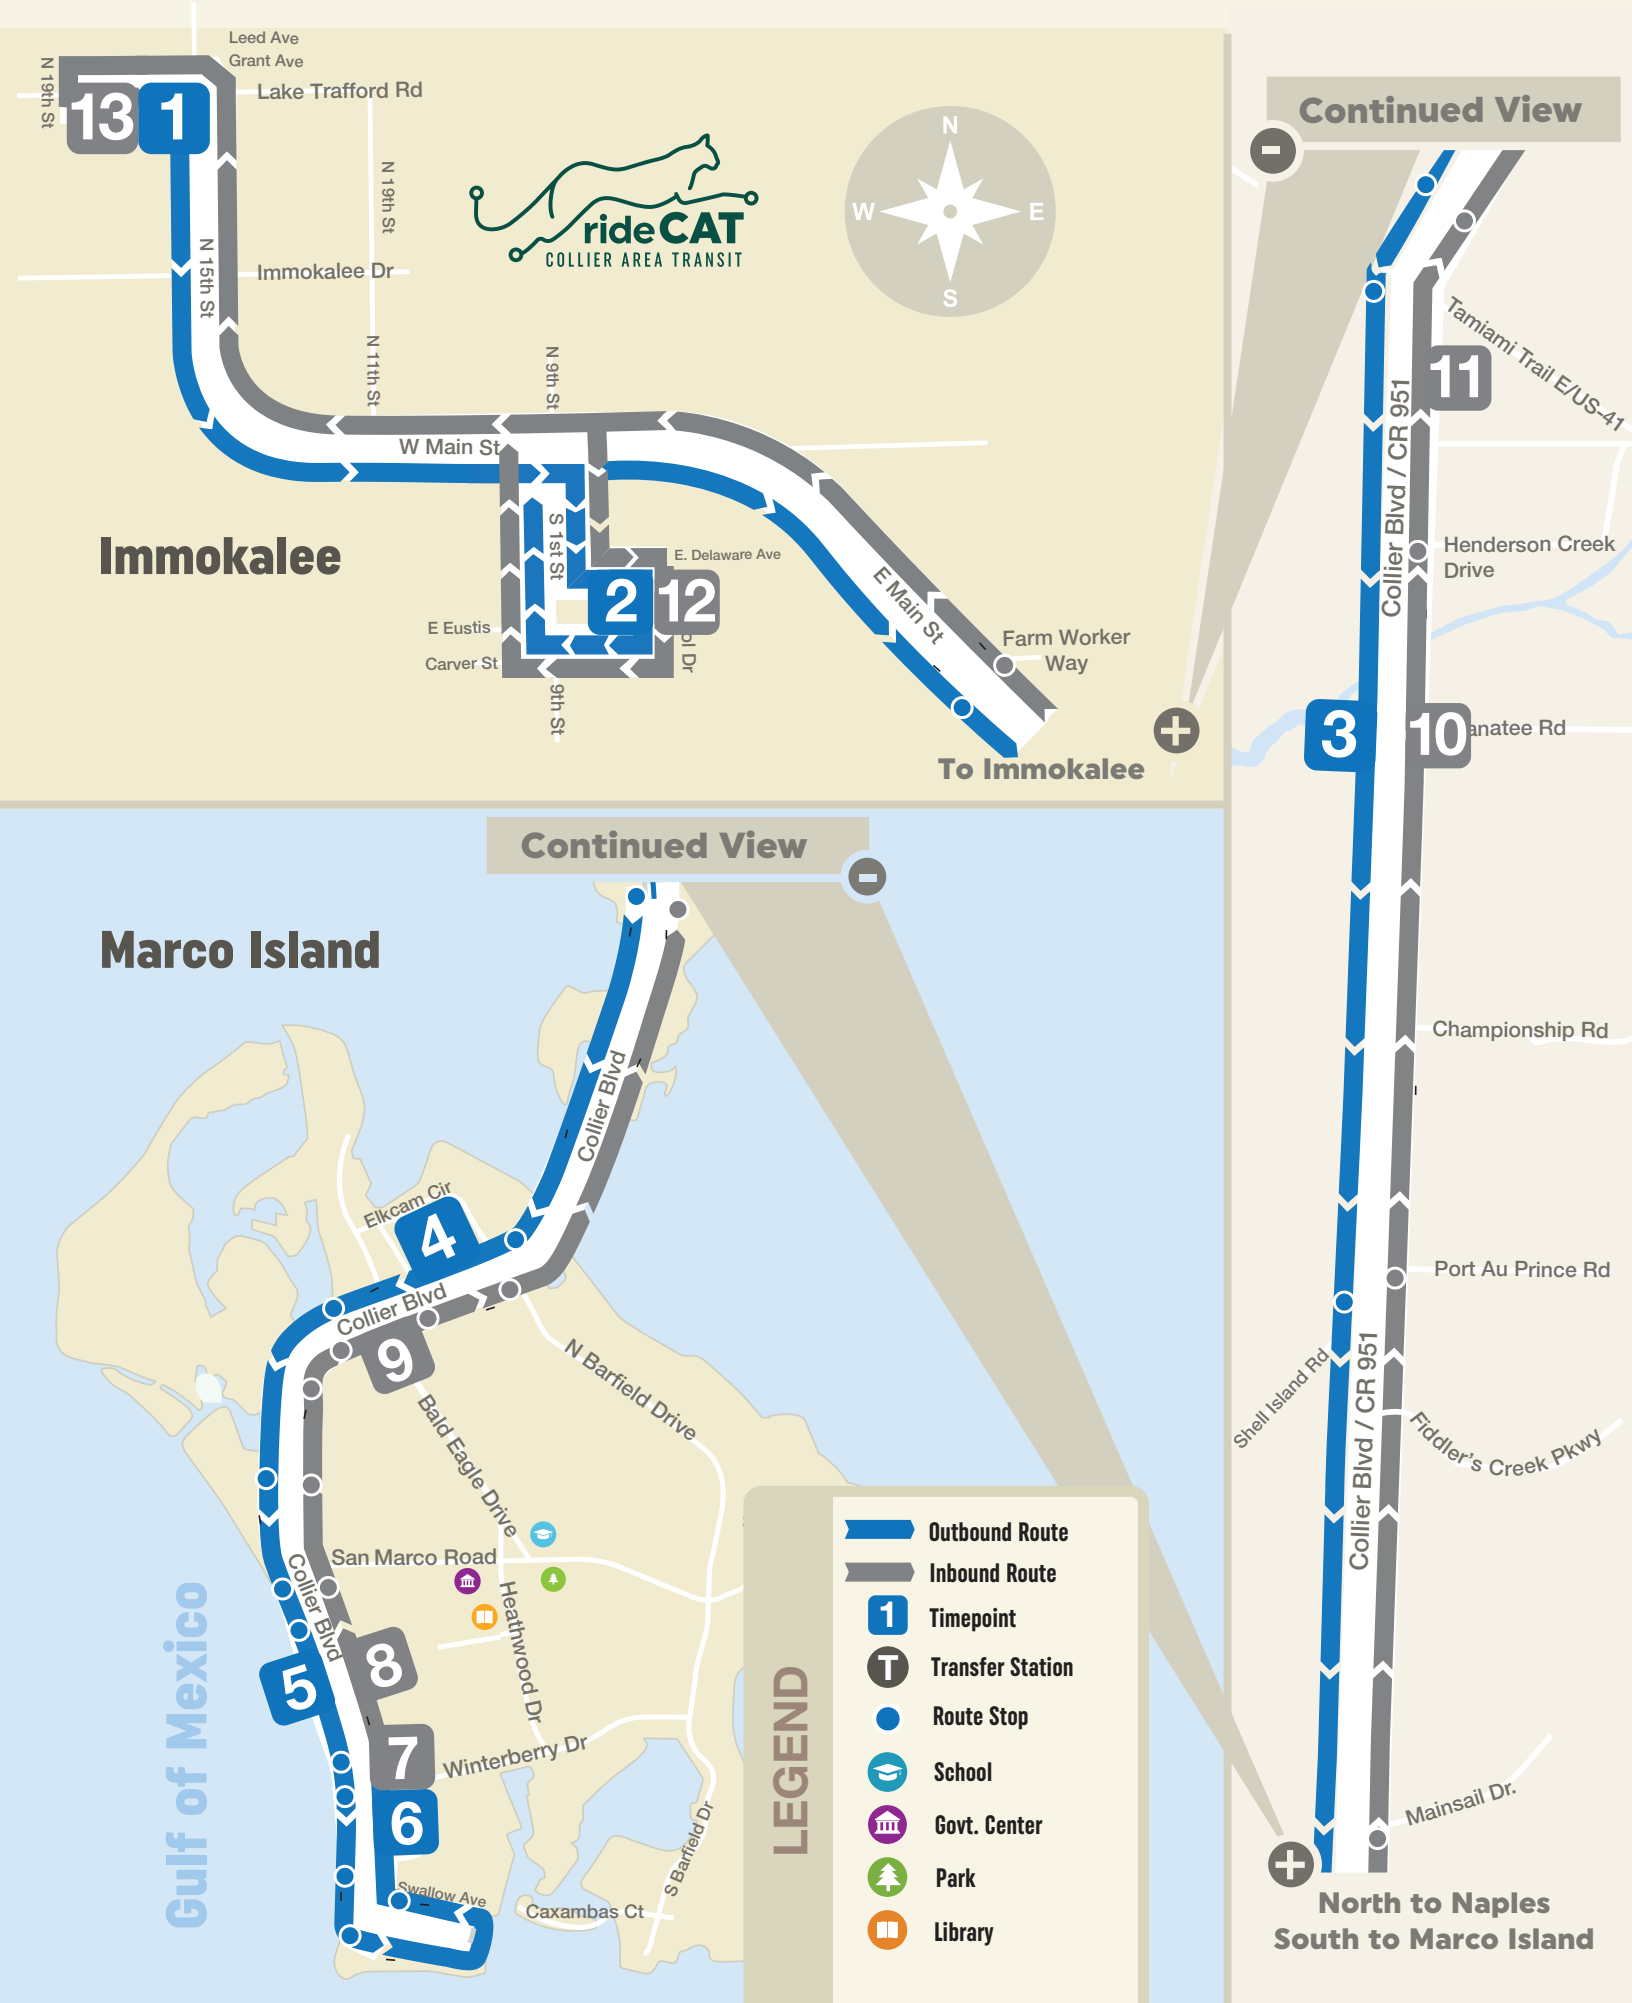 Leed Ave
Grant Ave
N 19th St
Lake Trafford Rd
13
1
N 19th St
N 15th St
Immokalee Dr
N 11th St
N 9th St
rideCAT
COLLIER AREA TRANSIT
N
W
E
S
W Main St
Immokalee
S 1st St
E. Delaware Ave
2
12
E Eustis
Carver St
ol Dr
9th St
E Main St
Farm Worker
Way
+
To Immokalee
Continued View
-
Tamiami Trail E/US-41
11
Collier Blvd / CR 951
Henderson Creek
Drive
3
10
anatee Rd
Championship Rd
Port Au Prince Rd
Shell Island Rd
Collier Blvd / CR 951
Fiddler's Creek Pkwy
Mainsail Dr.
+
North to Naples
South to Marco Island
Continued View
-
Marco Island
Collier Blvd
Elkcam Cir
4
Collier Blvd
9
N Barfield Drive
Bald Eagle Drive
San Marco Road
Collier Blvd
Heathwood Dr
5
8
7
Winterberry Dr
6
Swallow Ave
Caxambas Ct
S Barfield Dr
Gulf of Mexico
LEGEND
Outbound Route
Inbound Route
1 Timepoint
T Transfer Station
Route Stop
School
Govt. Center
Park
Library